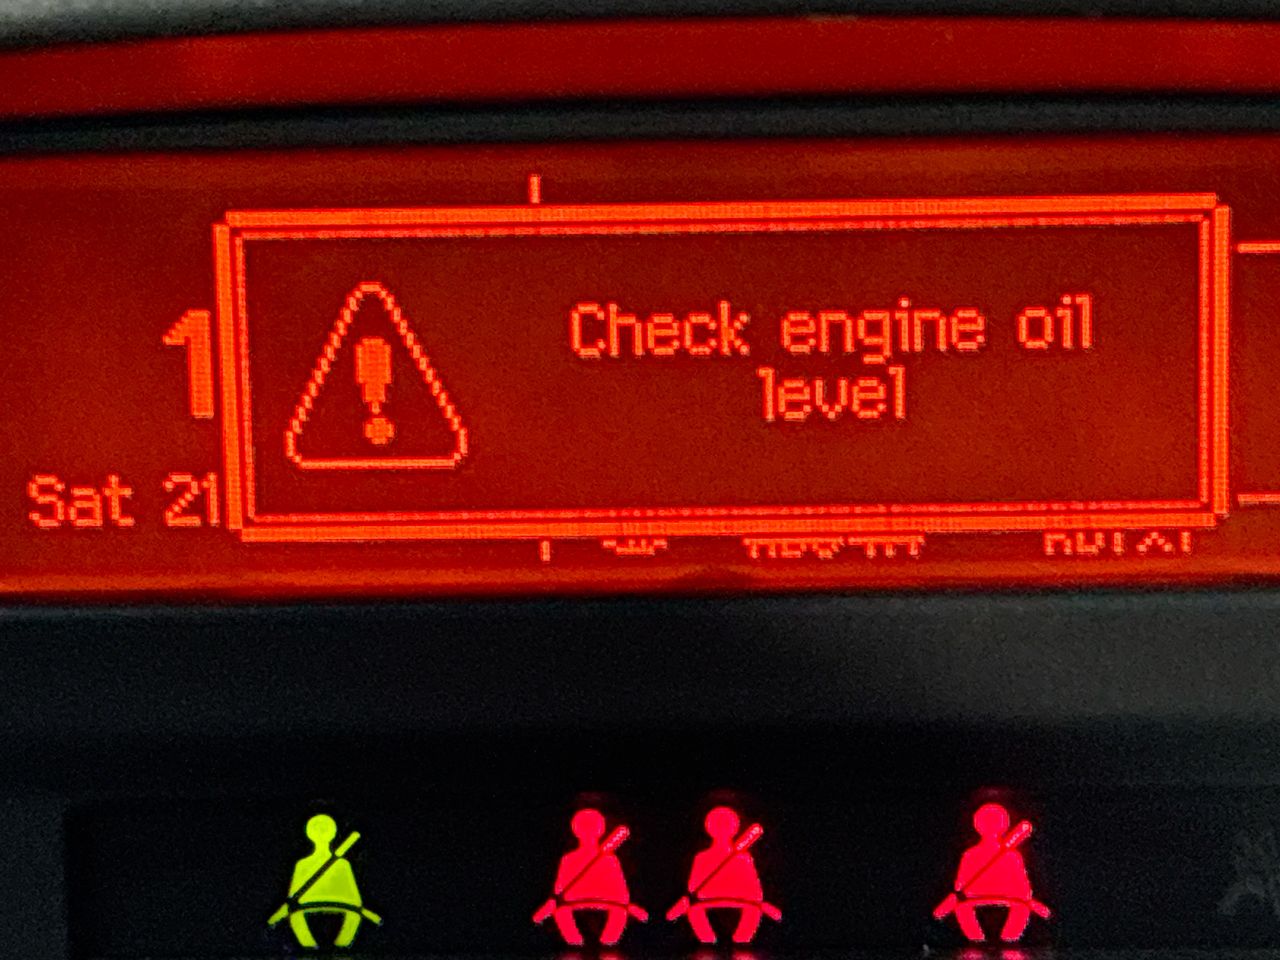 Check engine oil
level
1
Sat 21